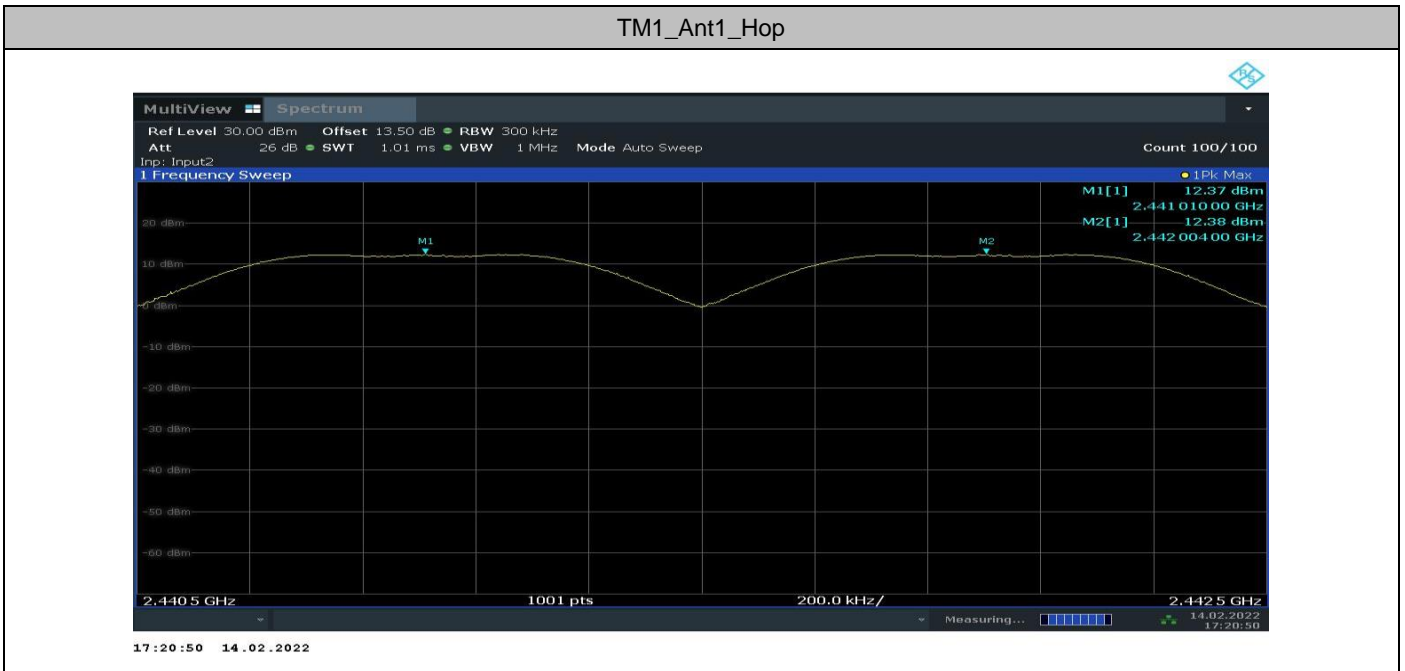 TM1_Ant1_Hop
R&S
MultiView Spectrum
Ref Level 30.00 dBm Offset 13.50 dB RBW 300 kHz
Att 26 dB SWT 1.01 ms VBW 1 MHz Mode Auto Sweep Count 100/100
Inp: Input2
1 Frequency Sweep 1Pk Max
M1[1] 12.37 dBm
2.441 010 00 GHz
20 dBm M2[1] 12.38 dBm
M1 M2 2.442 004 00 GHz
10 dBm
0 dBm
-10 dBm
-20 dBm
-30 dBm
-40 dBm
-50 dBm
-60 dBm
2.440 5 GHz 1001 pts 200.0 kHz/ 2.442 5 GHz
Measuring... 14.02.2022
17:20:50
17:20:50 14.02.2022